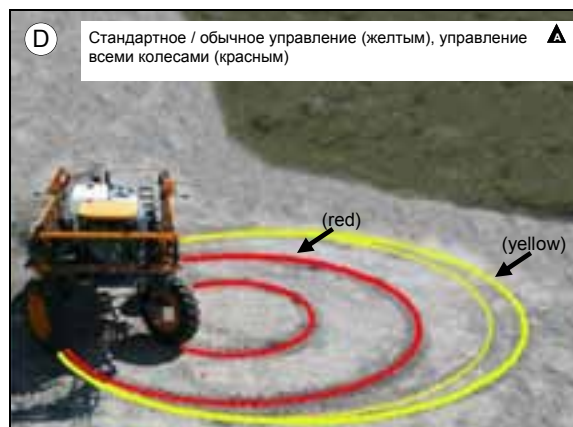 D
Стандартное / обычное управление (желтым), управление
всеми колесами (красным)
A
(red)
(yellow)